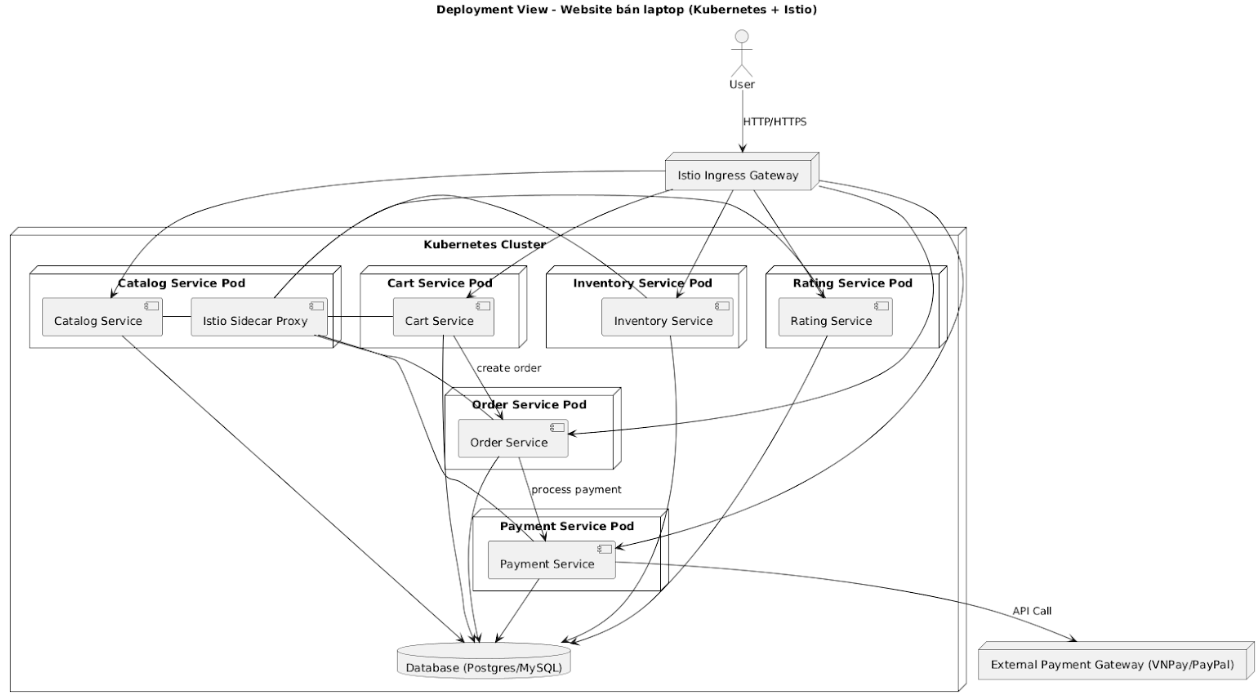 Deployment View - Website bán laptop (Kubernetes + Istio)
User
HTTP/HTTPS
Istio Ingress Gateway
Kubernetes Cluster
Catalog Service Pod
Cart Service Pod
Inventory Service Pod
Rating Service Pod
Catalog Service
Istio Sidecar Proxy
Cart Service
Inventory Service
Rating Service
create order
Order Service Pod
Order Service
process payment
Payment Service Pod
Payment Service
API Call
Database (Postgres/MySQL)
External Payment Gateway (VNPay/PayPal)